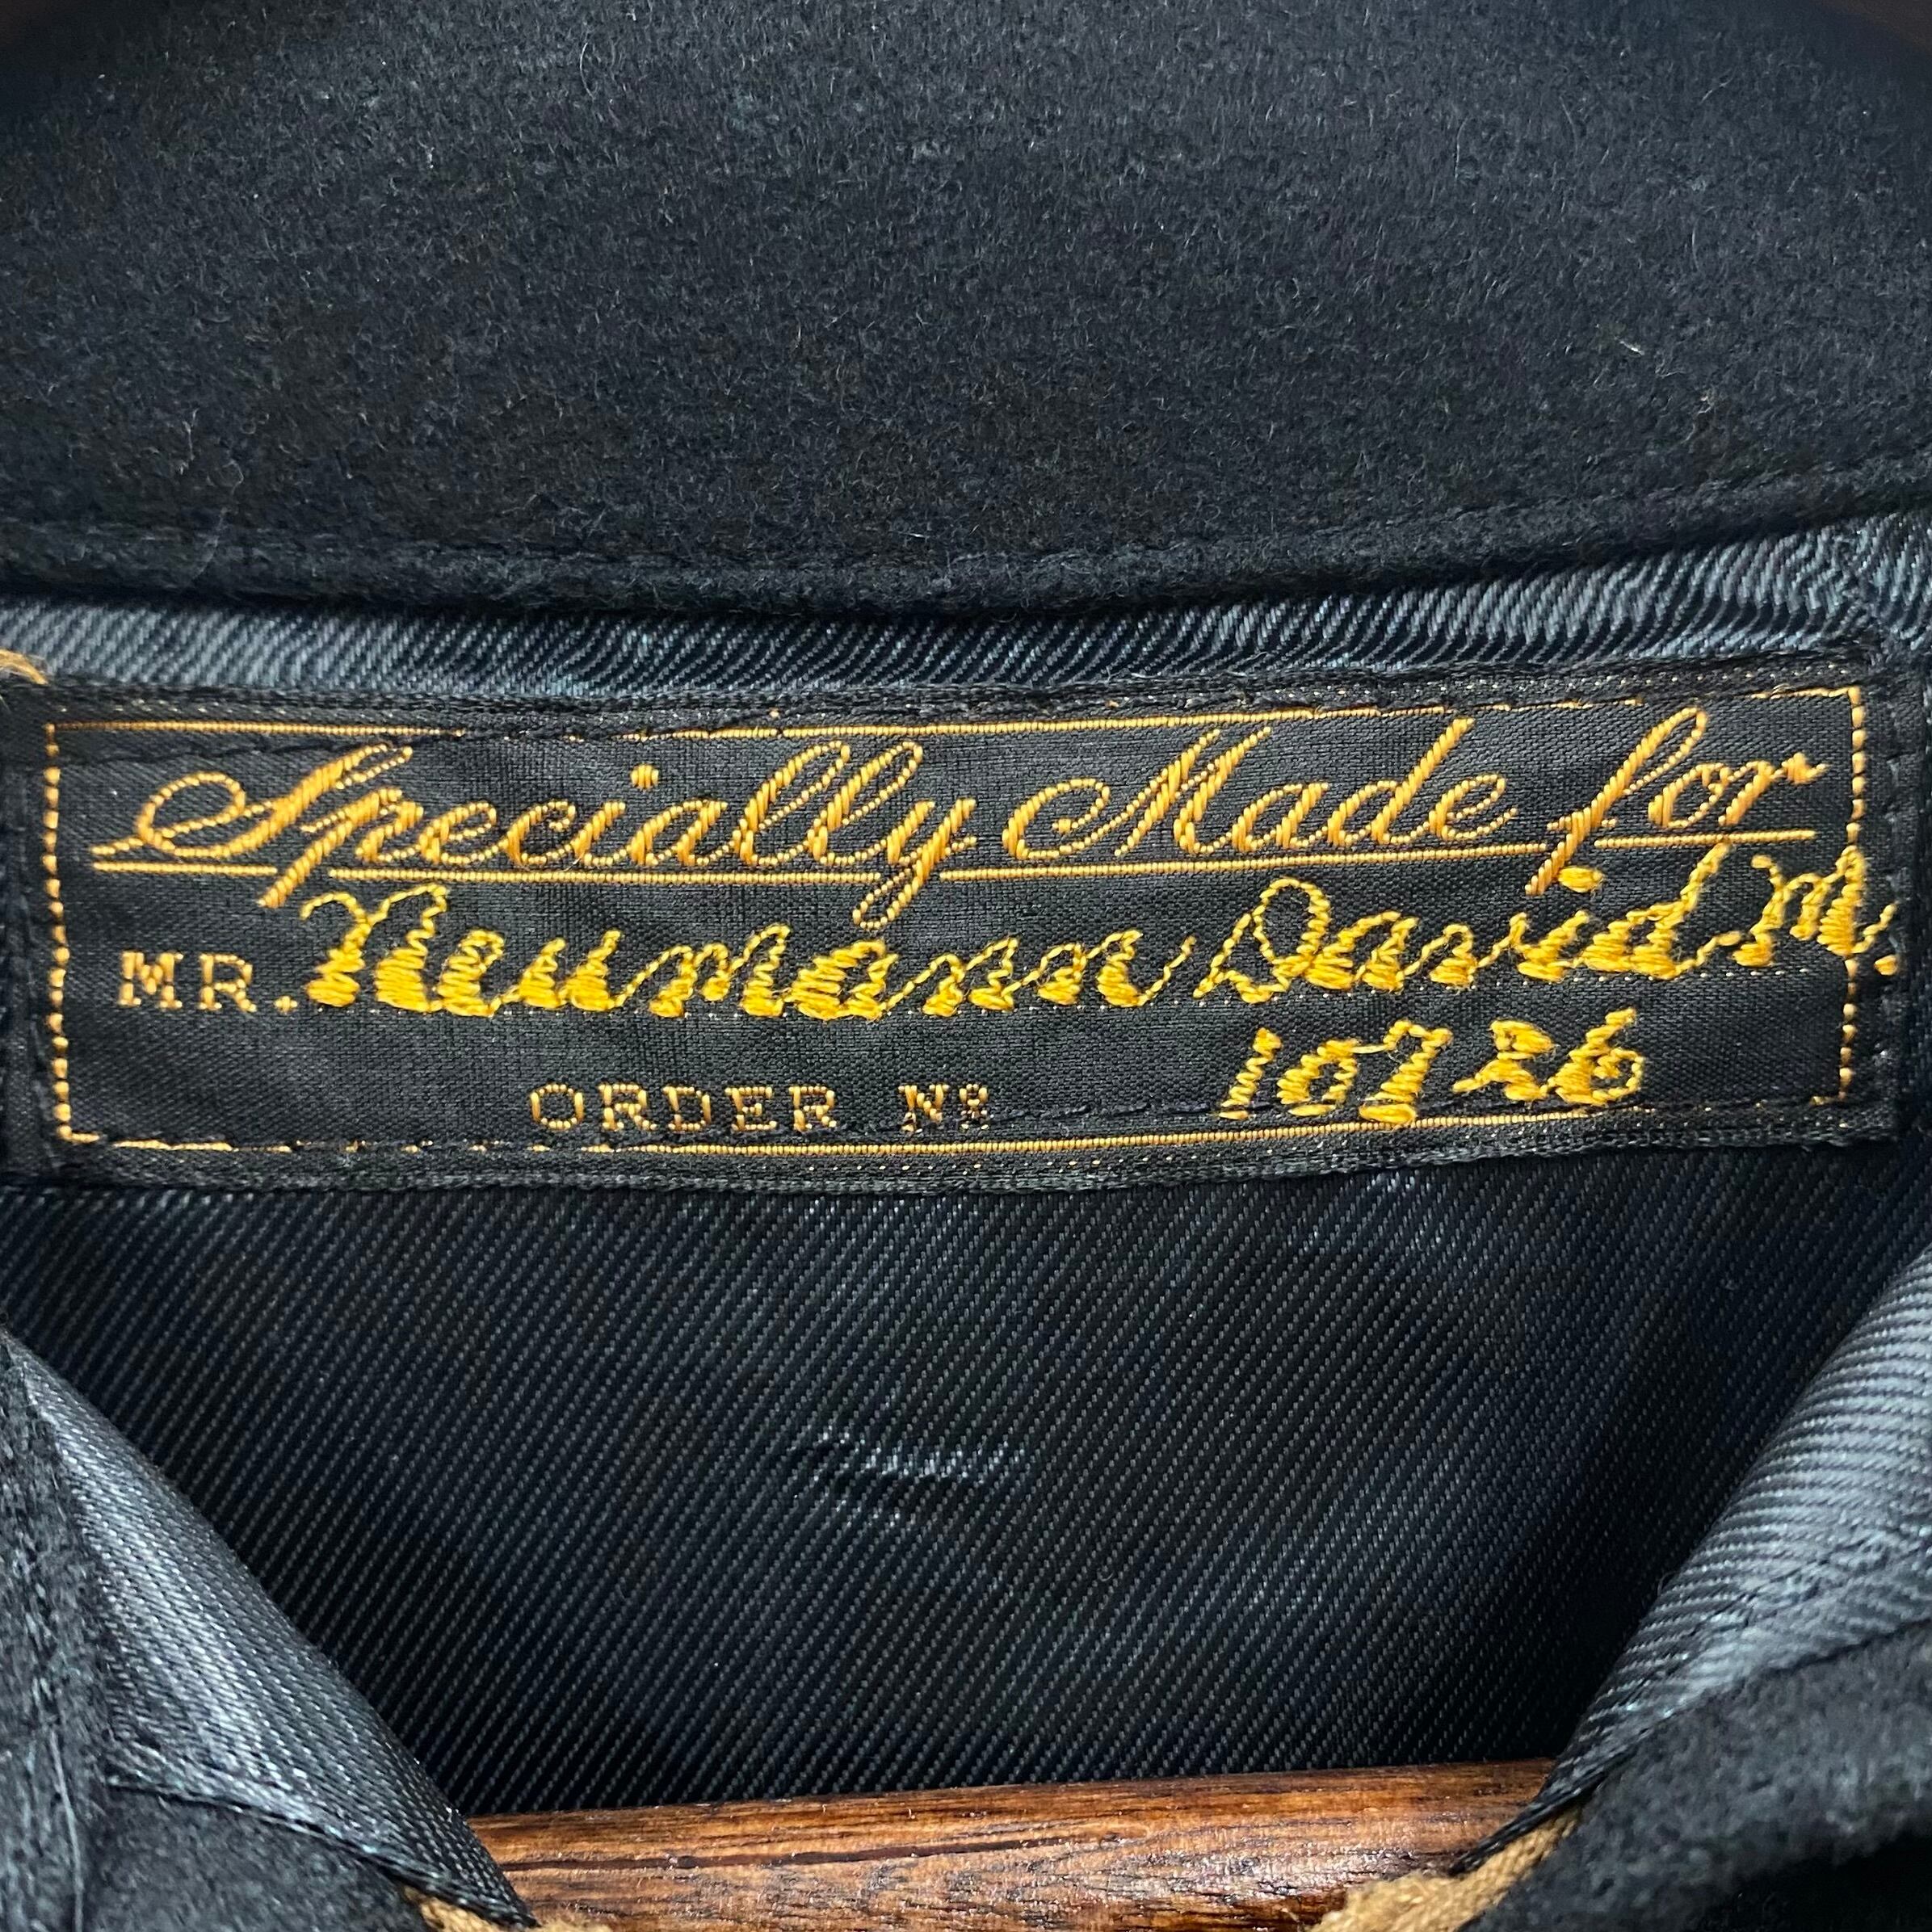 Specially Made for
MR. Neumann David M.
ORDER Nº 10726